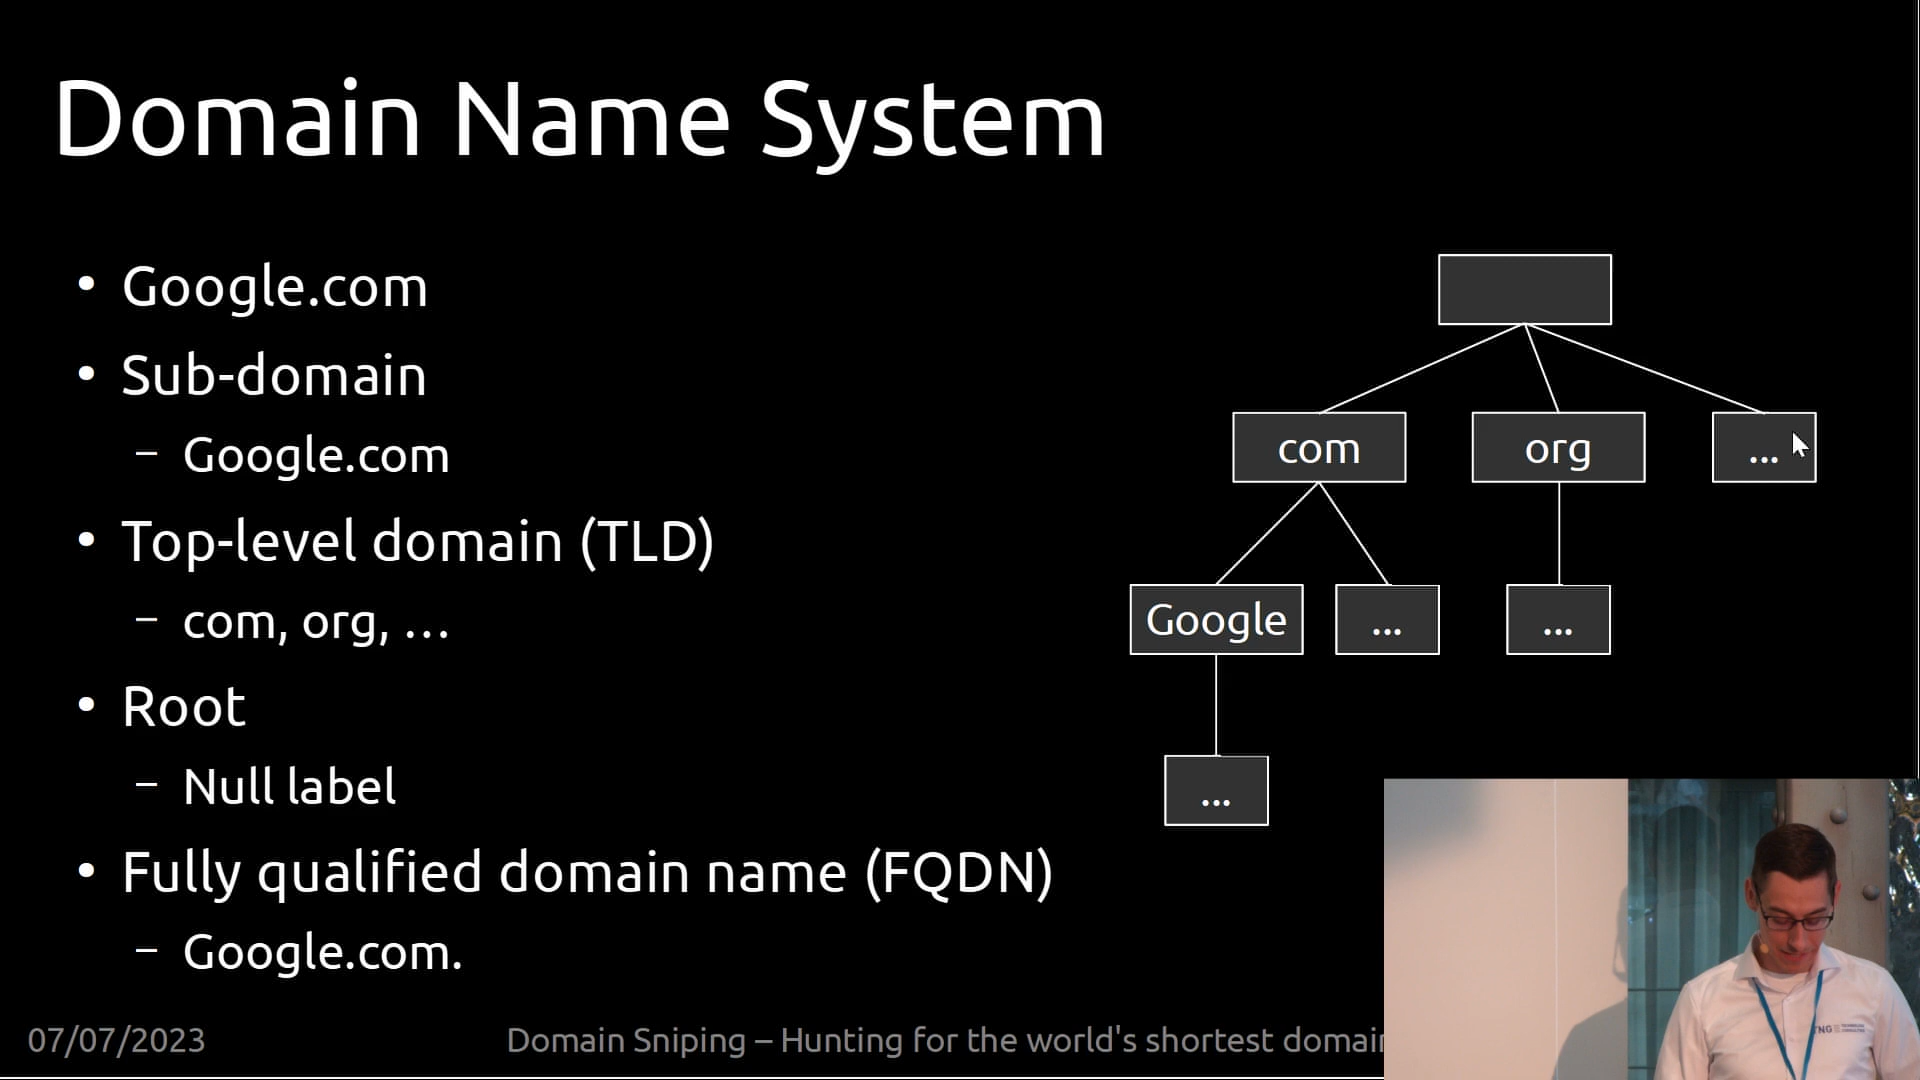 Domain Name System
• Google.com
• Sub-domain
– Google.com
• Top-level domain (TLD)
– com, org, …
• Root
– Null label
• Fully qualified domain name (FQDN)
– Google.com.
com
org
...
Google
...
...
...
07/07/2023
Domain Sniping – Hunting for the world's shortest domain